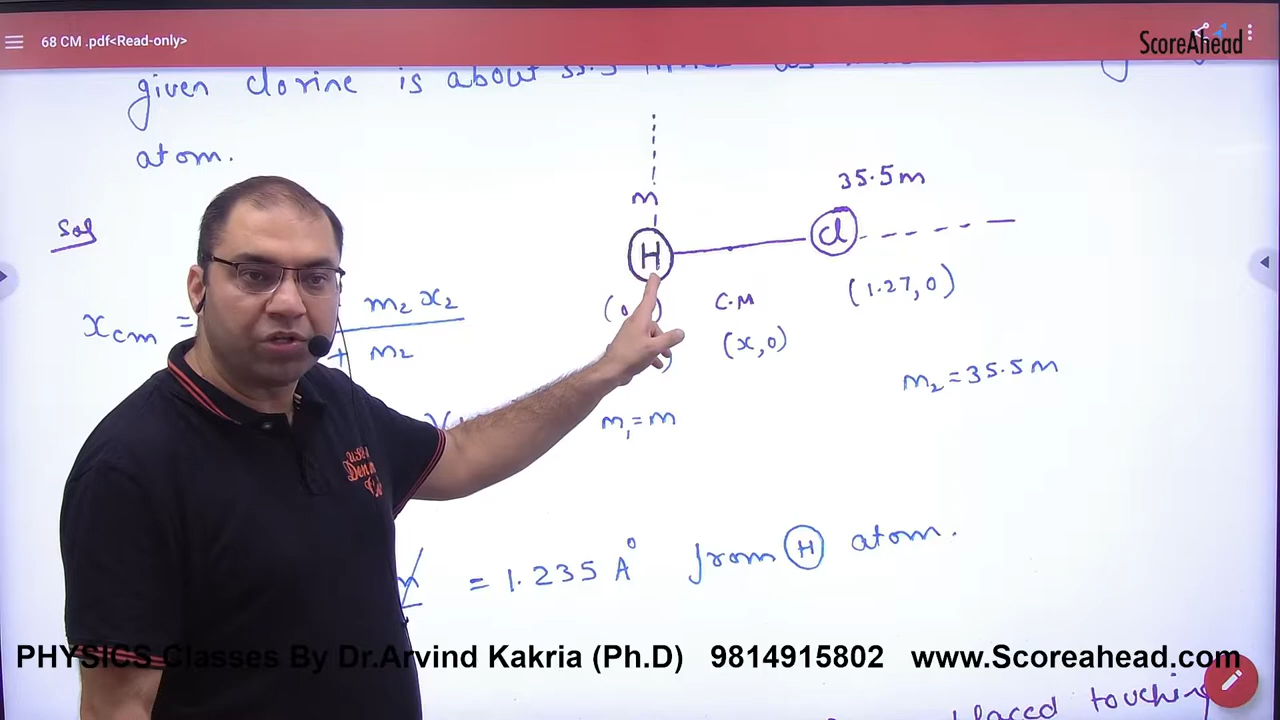 68 CM .pdf<Read-only>
ScoreAhead
given clorine is about
atom.
m
35.5m
H
Cl
(1.27,0)
C.M
(x,0)
Sol
xcm = m2 x2
+ m2
m2 = 35.5m
m1 = m
= 1.235 A° from H atom.
PHYSICS Classes By Dr.Arvind Kakria (Ph.D) 9814915802 www.Scoreahead.com
placed touching